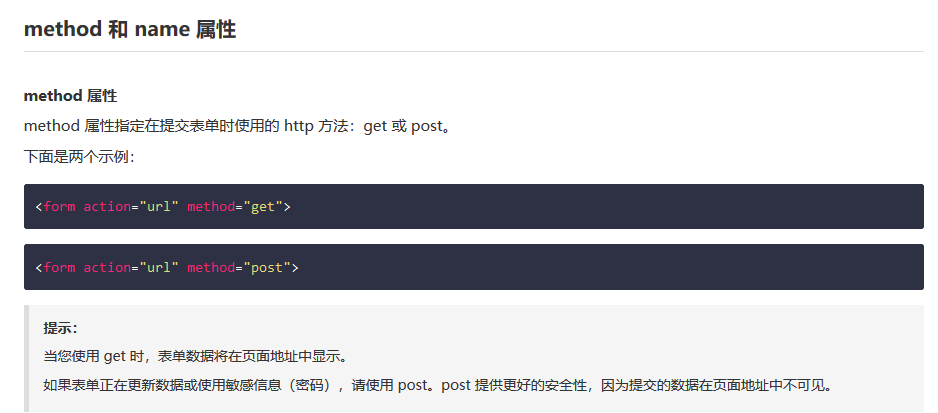 method 和 name 属性
method 属性
method 属性指定在提交表单时使用的 http 方法：get 或 post。
下面是两个示例：
<form action="url" method="get">
<form action="url" method="post">
提示：
当您使用 get 时，表单数据将在页面地址中显示。
如果表单正在更新数据或使用敏感信息（密码），请使用 post。post 提供更好的安全性，因为提交的数据在页面地址中不可见。